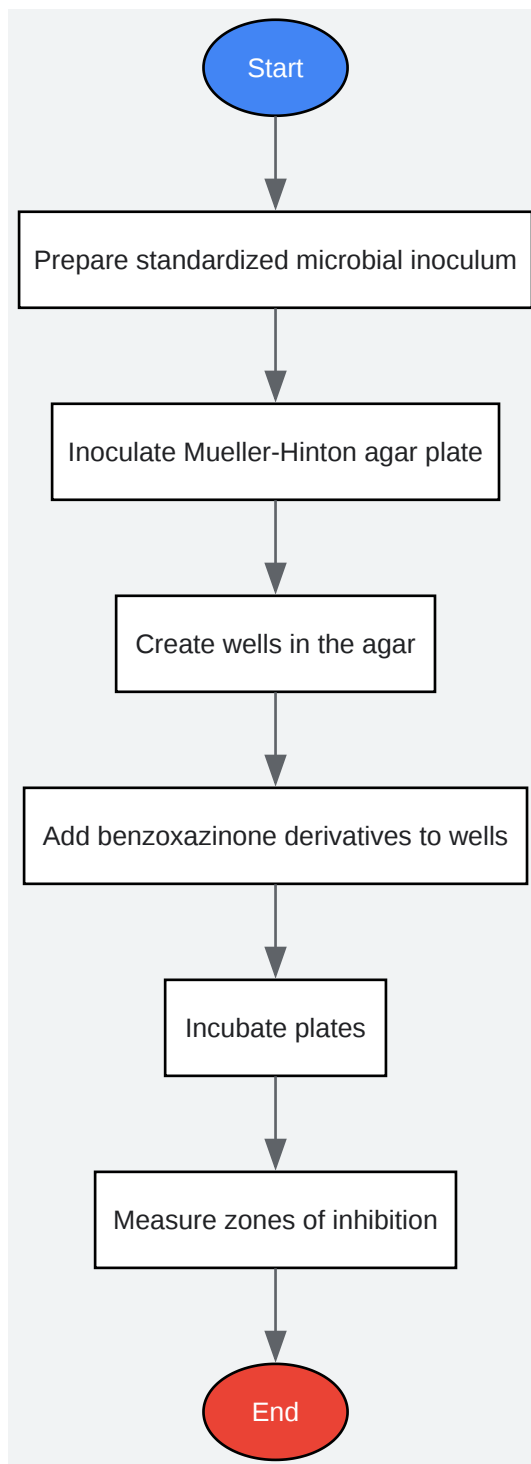 Start
Prepare standardized microbial inoculum
Inoculate Mueller-Hinton agar plate
Create wells in the agar
Add benzoxazinone derivatives to wells
Incubate plates
Measure zones of inhibition
End